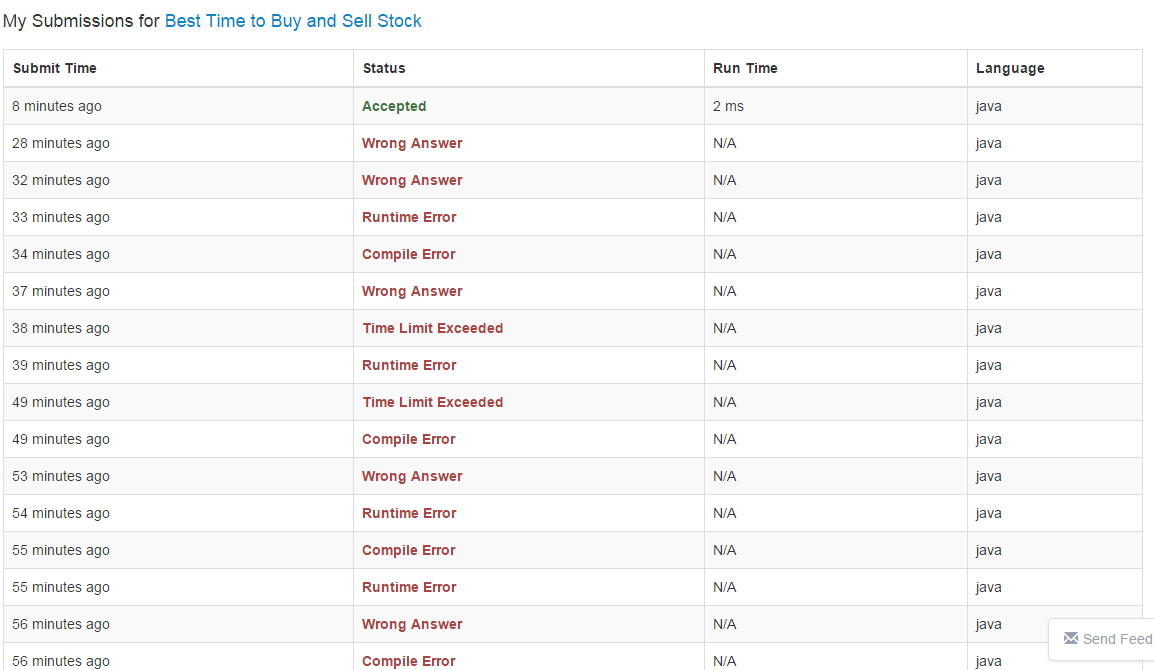 My Submissions for Best Time to Buy and Sell Stock
Submit Time Status Run Time Language
8 minutes ago Accepted 2 ms java
28 minutes ago Wrong Answer N/A java
32 minutes ago Wrong Answer N/A java
33 minutes ago Runtime Error N/A java
34 minutes ago Compile Error N/A java
37 minutes ago Wrong Answer N/A java
38 minutes ago Time Limit Exceeded N/A java
39 minutes ago Runtime Error N/A java
49 minutes ago Time Limit Exceeded N/A java
49 minutes ago Compile Error N/A java
53 minutes ago Wrong Answer N/A java
54 minutes ago Runtime Error N/A java
55 minutes ago Compile Error N/A java
55 minutes ago Runtime Error N/A java
56 minutes ago Wrong Answer N/A java
Send Feed
56 minutes ago Compile Error N/A java